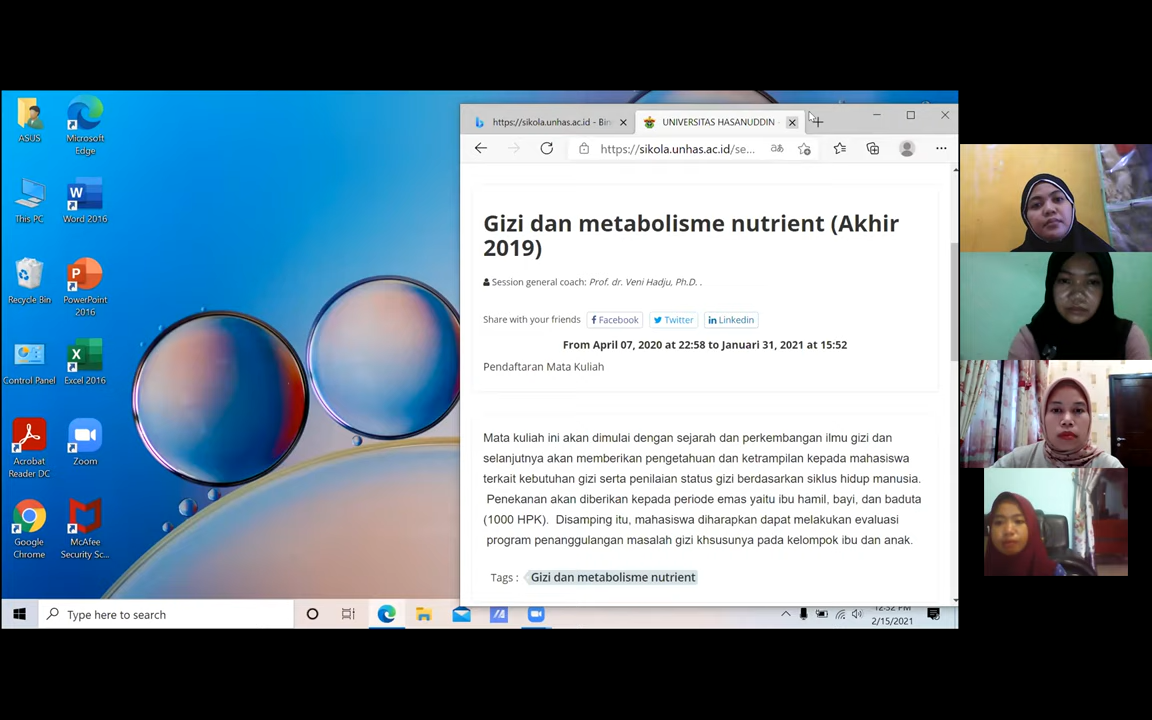 ASUS
Microsoft
Edge
This PC
Word 2016
Recycle Bin
PowerPoint
2016
Control Panel
Excel 2016
Acrobat
Reader DC
Zoom
Google
Chrome
McAfee
Security Sc...
https://sikola.unhas.ac.id - Bin
UNIVERSITAS HASANUDDIN -
https://sikola.unhas.ac.id/se...
Gizi dan metabolisme nutrient (Akhir
2019)
Session general coach: Prof. dr. Veni Hadju, Ph.D. .
Share with your friends
Facebook
Twitter
Linkedin
From April 07, 2020 at 22:58 to Januari 31, 2021 at 15:52
Pendaftaran Mata Kuliah
Mata kuliah ini akan dimulai dengan sejarah dan perkembangan ilmu gizi dan
selanjutnya akan memberikan pengetahuan dan ketrampilan kepada mahasiswa
terkait kebutuhan gizi serta penilaian status gizi berdasarkan siklus hidup manusia.
Penekanan akan diberikan kepada periode emas yaitu ibu hamil, bayi, dan baduta
(1000 HPK). Disamping itu, mahasiswa diharapkan dapat melakukan evaluasi
program penanggulangan masalah gizi khsusunya pada kelompok ibu dan anak.
Tags :
Gizi dan metabolisme nutrient
Type here to search
12:52 PM
2/15/2021